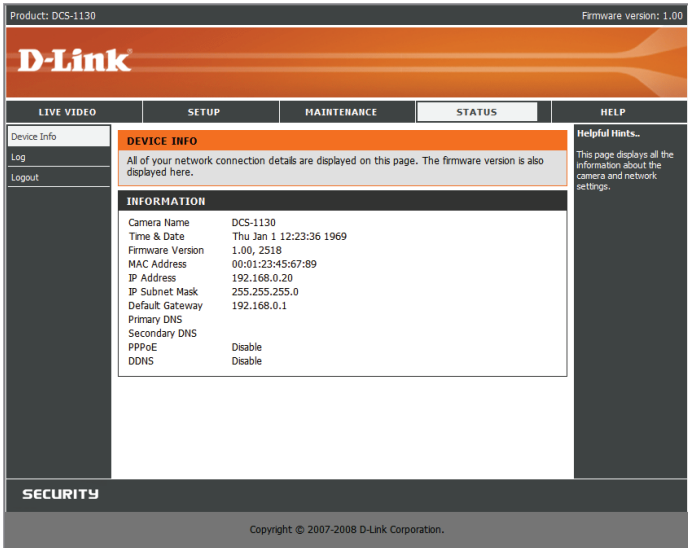 Product: DCS-1130
Firmware version: 1.00
D-Link
LIVE VIDEO
SETUP
MAINTENANCE
STATUS
HELP
Device Info
Log
Logout
DEVICE INFO
All of your network connection details are displayed on this page. The firmware version is also
displayed here.
INFORMATION
Camera Name DCS-1130
Time & Date Thu Jan 1 12:23:36 1969
Firmware Version 1.00, 2518
MAC Address 00:01:23:45:67:89
IP Address 192.168.0.20
IP Subnet Mask 255.255.255.0
Default Gateway 192.168.0.1
Primary DNS
Secondary DNS
PPPoE Disable
DDNS Disable
Helpful Hints..
This page displays all the
information about the
camera and network
settings.
SECURITY
Copyright © 2007-2008 D-Link Corporation.